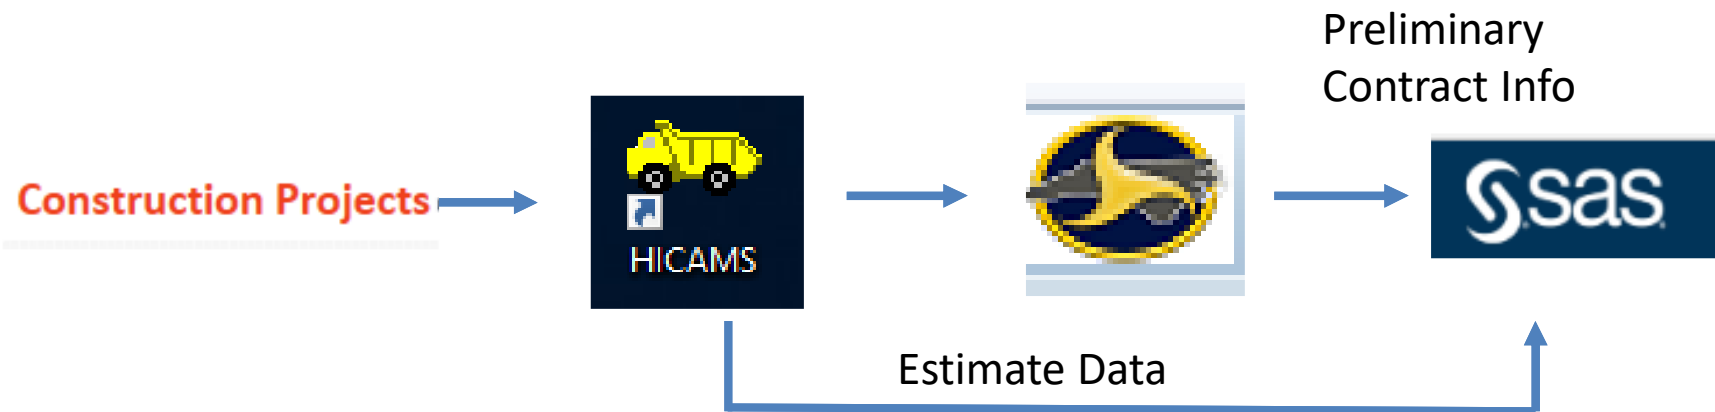 Preliminary
Contract Info
Construction Projects
HICAMS
sas
Estimate Data